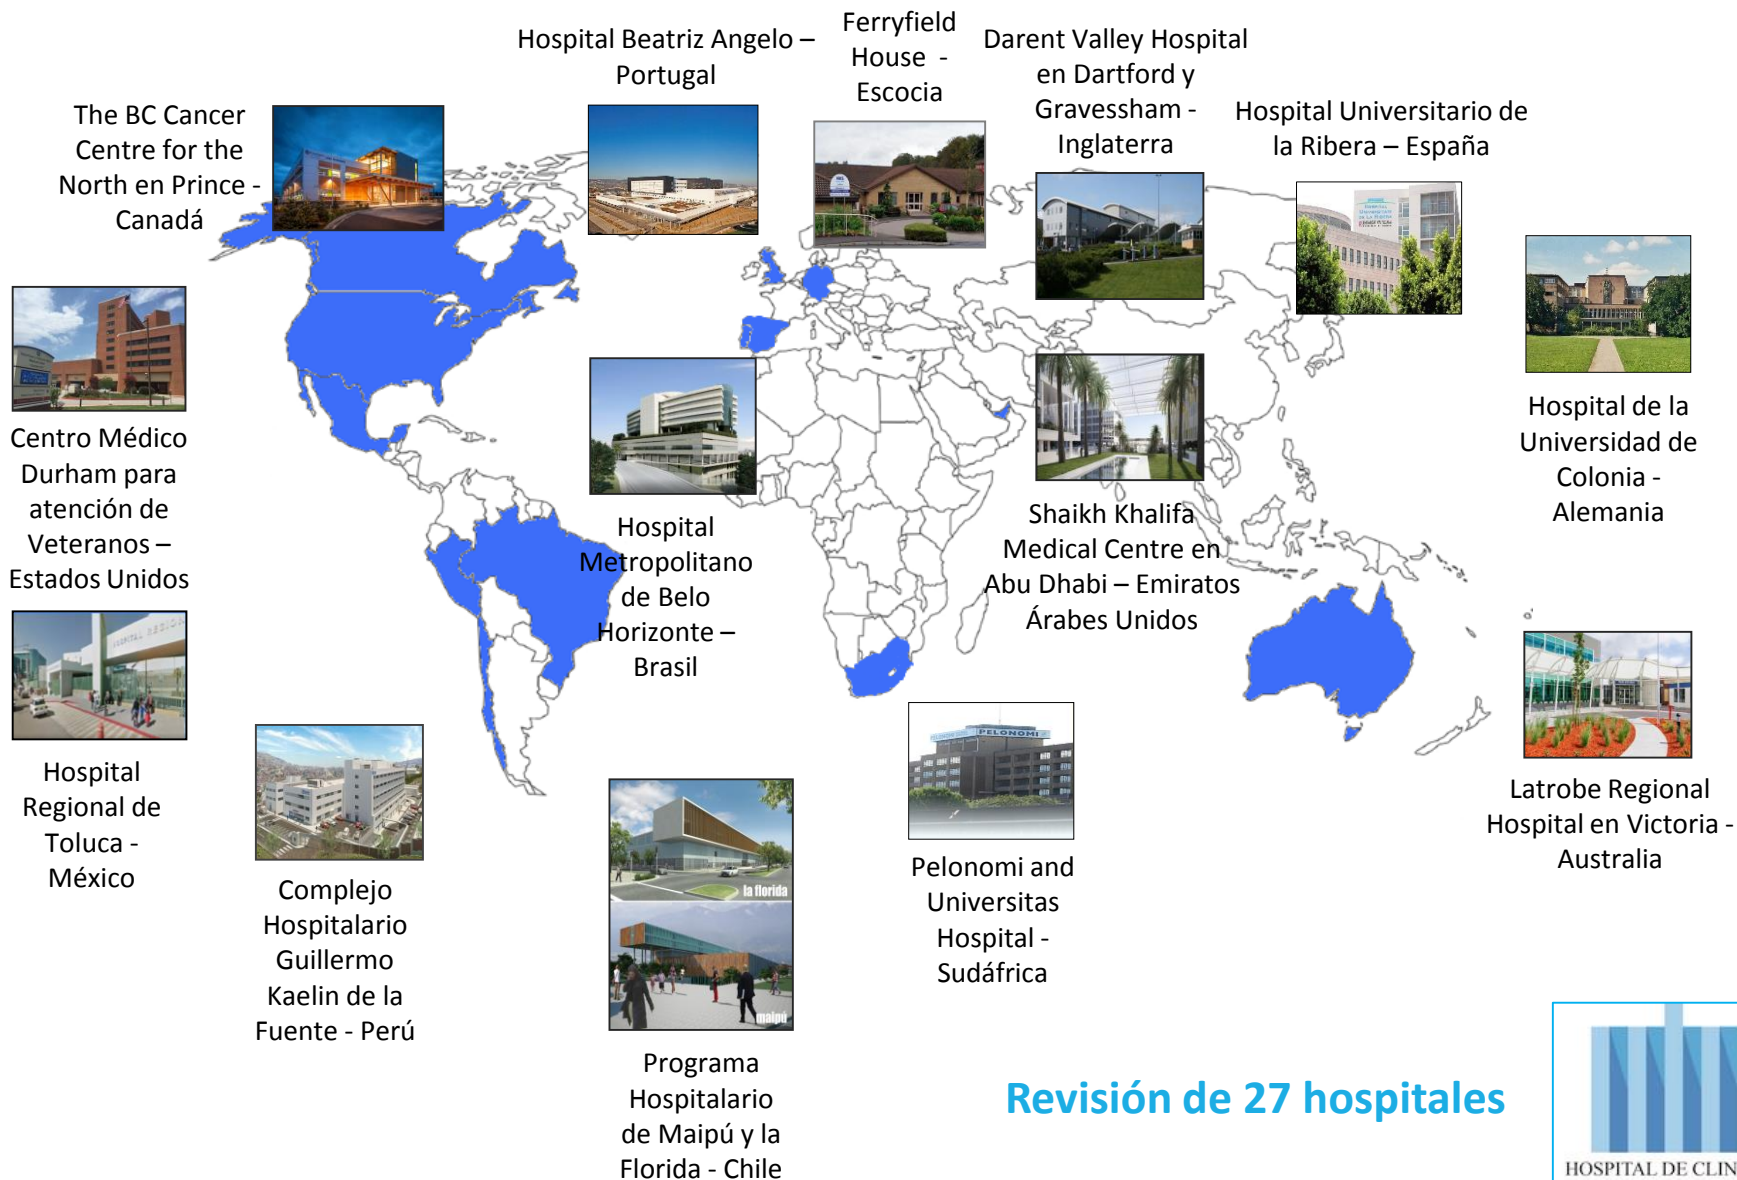 Hospital Beatriz Angelo –
Portugal
Ferryfield
House -
Escocia
Darent Valley Hospital
en Dartford y
Gravessham -
Inglaterra
Hospital Universitario de
la Ribera – España
The BC Cancer
Centre for the
North en Prince -
Canadá
Centro Médico
Durham para
atención de
Veteranos –
Estados Unidos
Hospital
Metropolitano
de Belo
Horizonte –
Brasil
Shaikh Khalifa
Medical Centre en
Abu Dhabi – Emiratos
Árabes Unidos
Hospital de la
Universidad de
Colonia -
Alemania
HOSPITAL REGION
Hospital
Regional de
Toluca -
México
Complejo
Hospitalario
Guillermo
Kaelin de la
Fuente - Perú
la florida
maipú
Programa
Hospitalario
de Maipú y la
Florida - Chile
PELONOMI
Pelonomi and
Universitas
Hospital -
Sudáfrica
Latrobe Regional
Hospital en Victoria -
Australia
Revisión de 27 hospitales
HOSPITAL DE CLIN